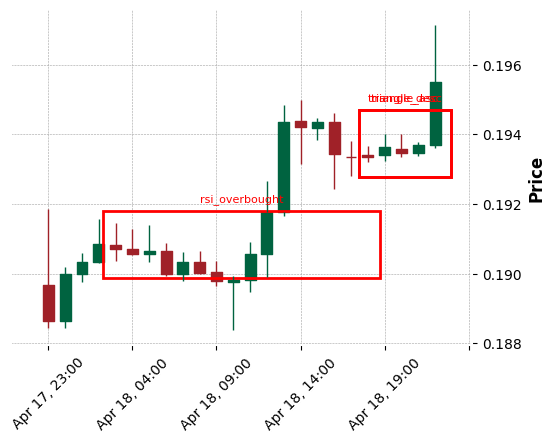 0.196
triangle_asc
0.194
rsi_overbought
0.192
0.190
0.188
Price
Apr 17, 23:00
Apr 18, 04:00
Apr 18, 09:00
Apr 18, 14:00
Apr 18, 19:00